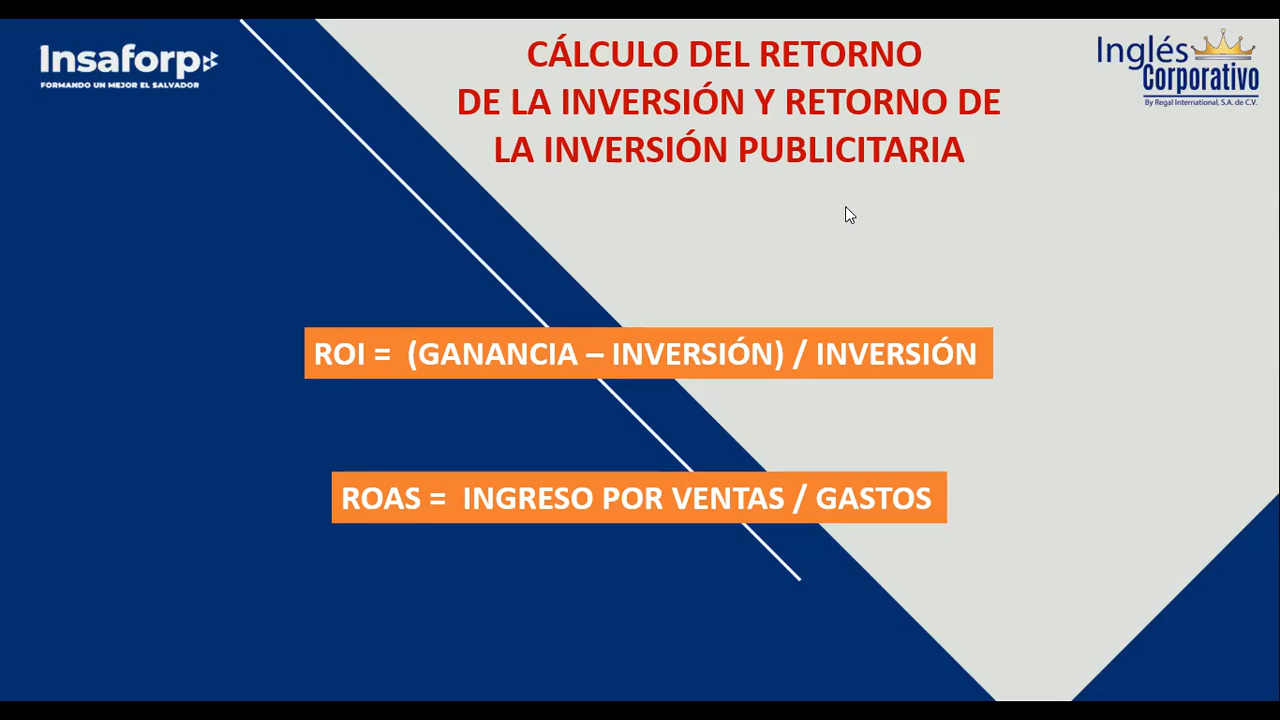 Insaforp
FORMANDO UN MEJOR EL SALVADOR
CÁLCULO DEL RETORNO
DE LA INVERSIÓN Y RETORNO DE
LA INVERSIÓN PUBLICITARIA
Inglés
Corporativo
By Regal International, S.A. de C.V.
ROI = (GANANCIA – INVERSIÓN) / INVERSIÓN
ROAS = INGRESO POR VENTAS / GASTOS